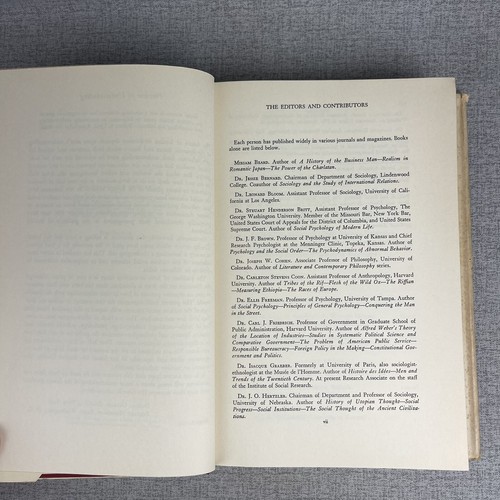 THE EDITORS AND CONTRIBUTORS
Each person has published widely in various journals and magazines. Books
alone are listed below.
Miriam Beard. Author of A History of the Business Man—Realism in
Romantic Japan—The Power of the Charlatan.
Dr. Jessie Bernard. Chairman of Department of Sociology, Lindenwood
College. Coauthor of Sociology and the Study of International Relations.
Dr. Leonard Bloom. Assistant Professor of Sociology, University of Calif-
ornia at Los Angeles.
Dr. Steuart Henderson Britt, Assistant Professor of Psychology, The
George Washington University. Member of the Missouri Bar, New York Bar,
United States Court of Appeals for the District of Columbia, and United States
Supreme Court. Author of Social Psychology of Modern Life.
Dr. J. F. Brown. Professor of Psychology at University of Kansas and Chief
Research Psychologist at the Menninger Clinic, Topeka, Kansas. Author of
Psychology and the Social Order—The Psychodynamics of Abnormal Behavior.
Dr. Joseph W. Cohen. Associate Professor of Philosophy, University of
Colorado. Author of Literature and Contemporary Philosophy series.
Dr. Carleton Stevens Coon. Assistant Professor of Anthropology, Harvard
University. Author of Tribes of the Rif—Flesh of the Wild Ox—The Riffian
—Measuring Ethiopia—The Races of Europe.
Dr. Ellis Freeman. Professor of Psychology, University of Tampa. Author
of Social Psychology—Principles of General Psychology—Conquering the Man
in the Street.
Dr. Carl J. Friedrich. Professor of Government in Graduate School of
Public Administration, Harvard University. Author of Alfred Weber's Theory
of the Location of Industries—Studies in Systematic Political Science and
Comparative Government—The Problem of American Public Service—
Responsible Bureaucracy—Foreign Policy in the Making—Constitutional Gov-
ernment and Politics.
Dr. Isacque Graeber. Formerly at University of Paris, also sociologist-
ethnologist at the Musée de l'Homme. Author of Histoire des Idées—Men and
Trends of the Twentieth Century. At present Research Associate on the staff
of the Institute of Social Research.
Dr. J. O. Hertzler. Chairman of Department and Professor of Sociology,
University of Nebraska. Author of History of Utopian Thought—Social
Progress—Social Institutions—The Social Thought of the Ancient Civiliza-
tions.
vii